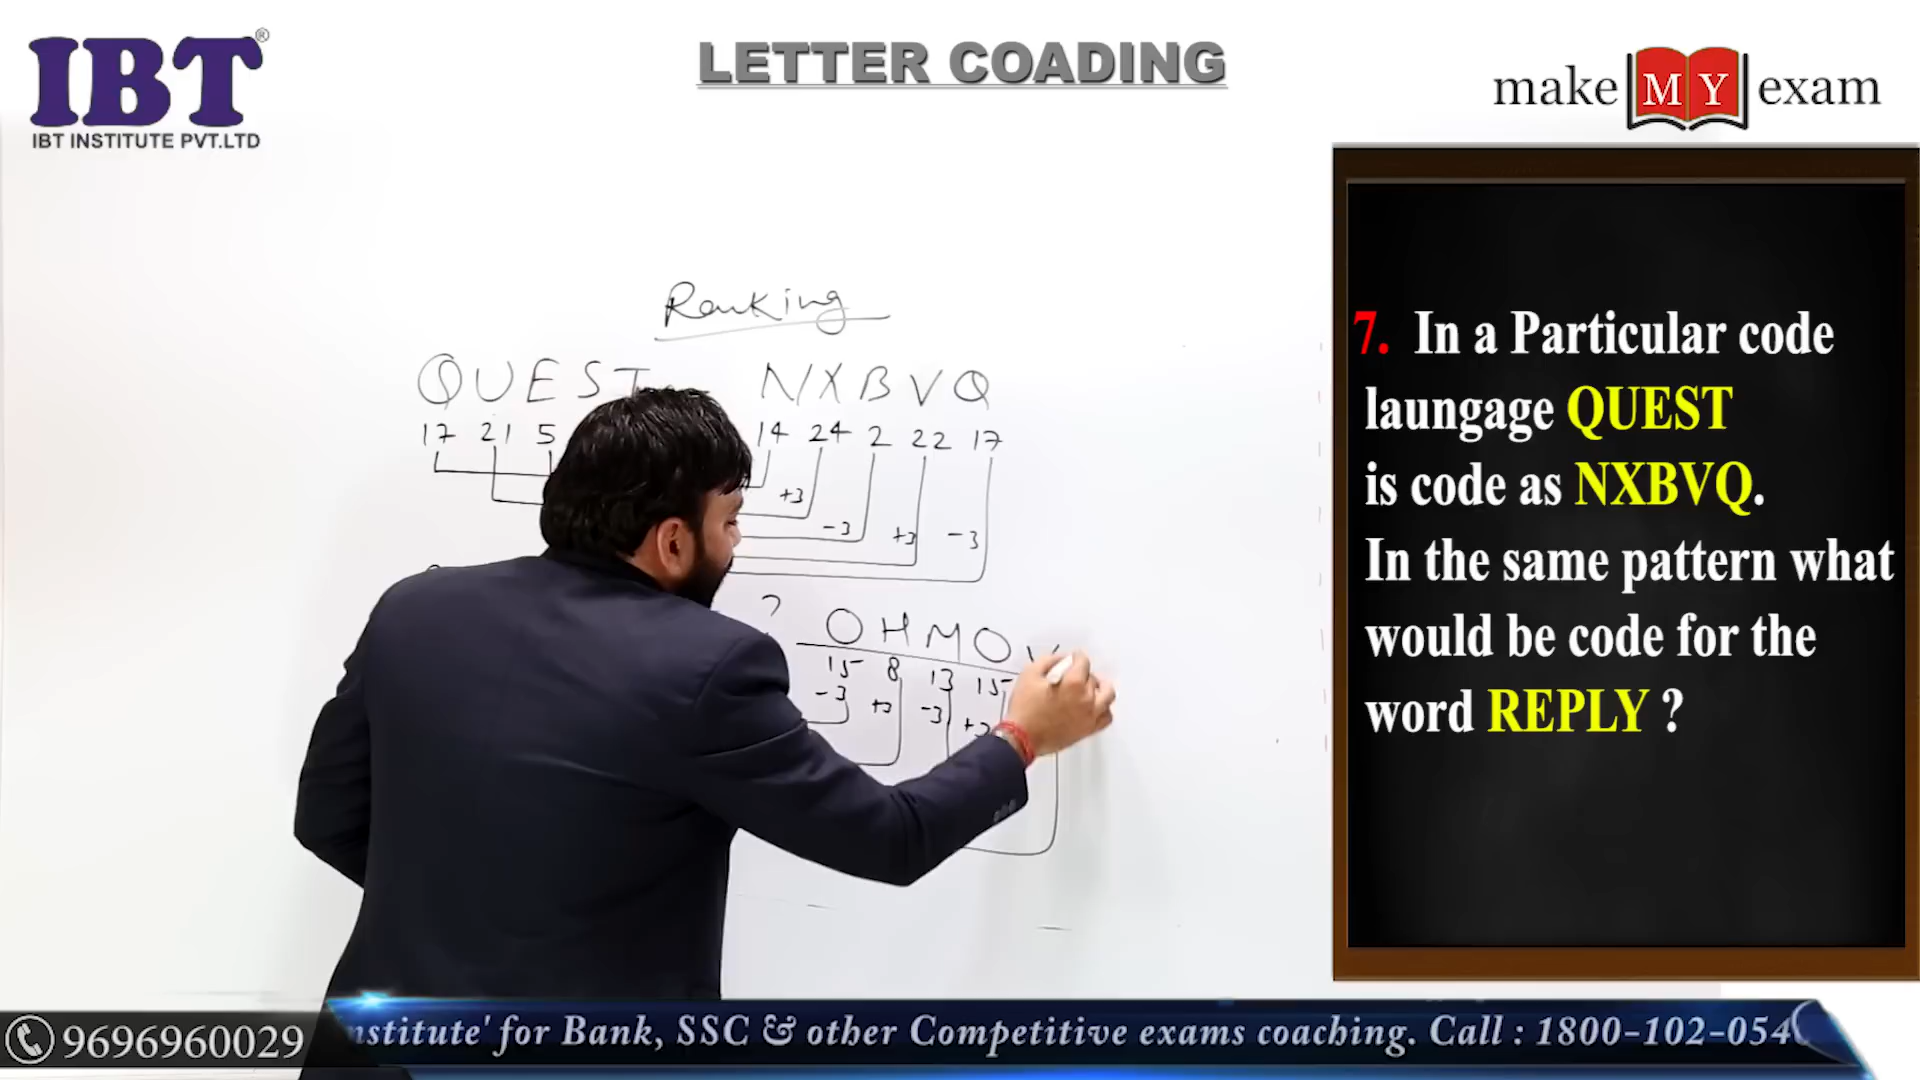 IBT®
IBT INSTITUTE PVT.LTD
LETTER COADING
make MY exam
Ranking
Q U E S T N X B V Q
17 21 5 14 24 2 22 17
+3
-3 +3 -3
? O H M O
15 8 13 15
-3 +3 -3 +3
7. In a Particular code
laungage QUEST
is code as NXBVQ.
In the same pattern what
would be code for the
word REPLY ?
9696960029
nstitute' for Bank, SSC & other Competitive exams coaching. Call : 1800-102-054